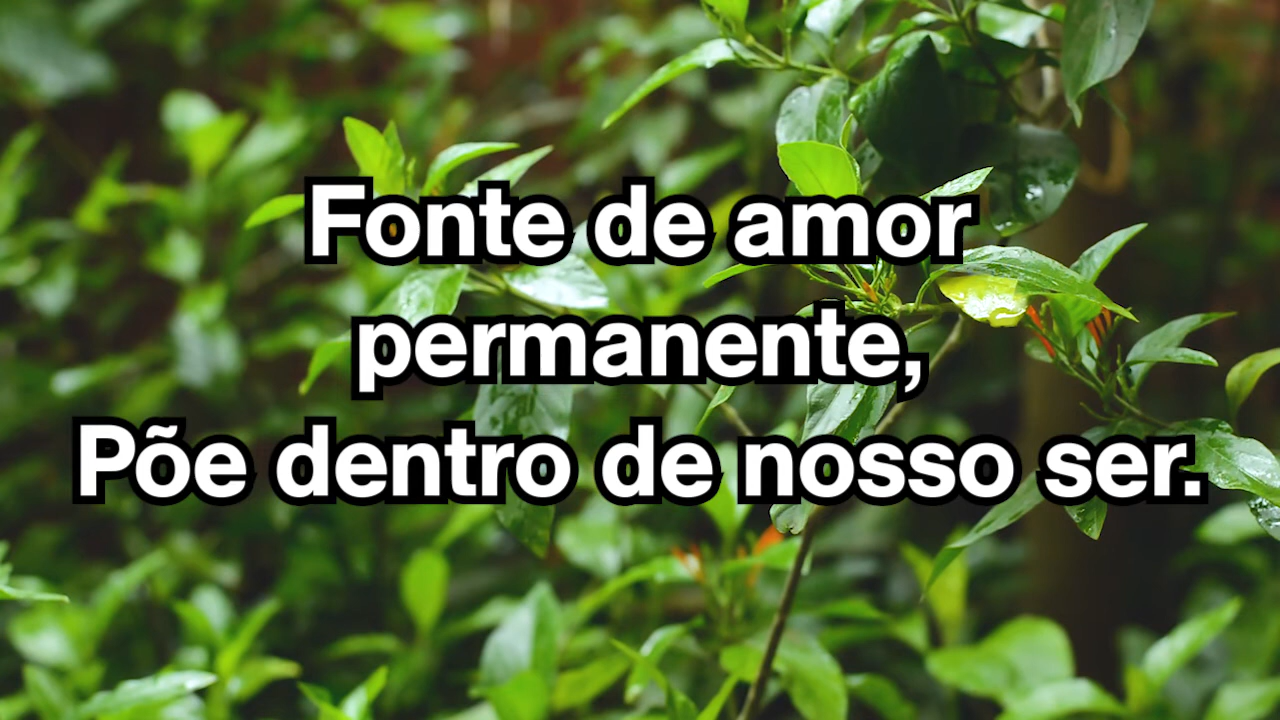 Fonte de amor
permanente,
Põe dentro de nosso ser.